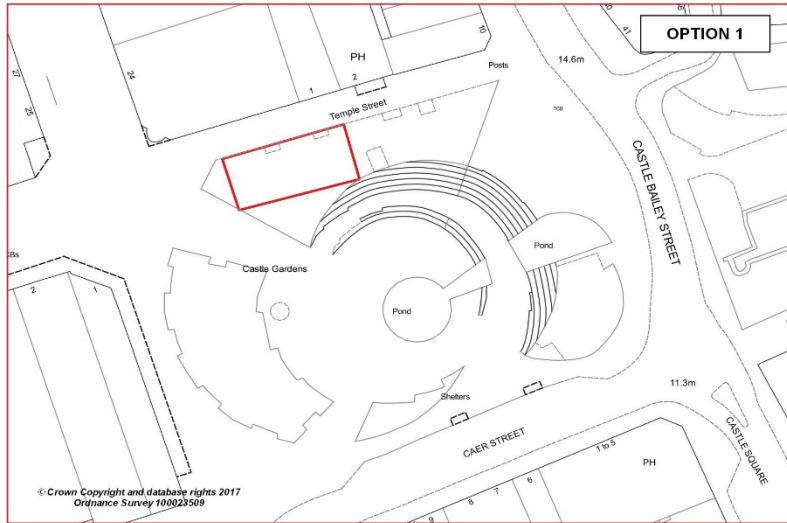 OPTION 1
41
10
PH
24
27
25
1
2
Posts
14.6m
Temple Street
TCB
CASTLE BAILEY STREET
CBs
Pond
Castle Gardens
2
1
Pond
Shelters
11.3m
CAER STREET
CASTLE SQUARE
1 to 5
PH
6
7
8
9
© Crown Copyright and database rights 2017
Ordnance Survey 100023509